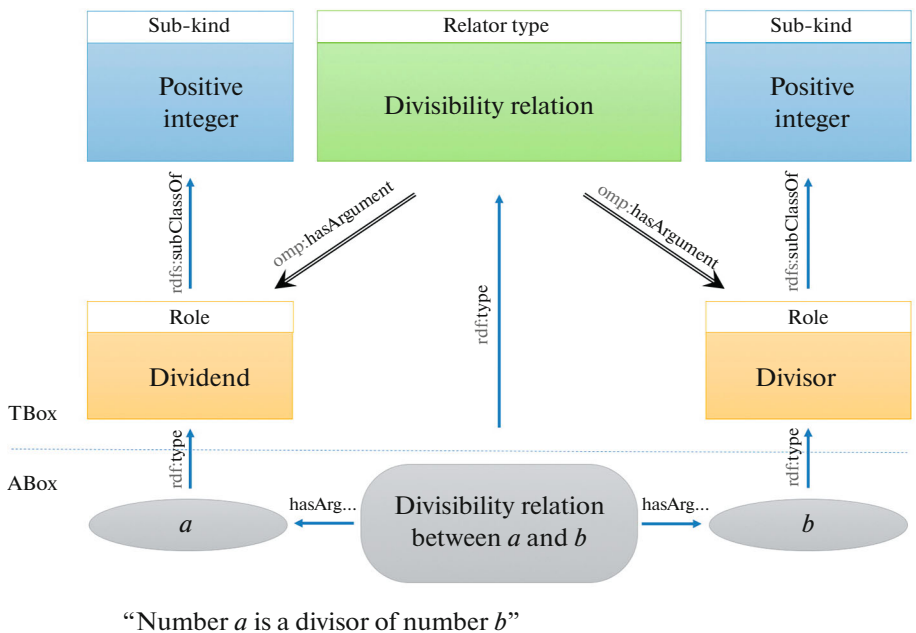 Sub-kind
Relator type
Sub-kind
Positive
integer
Divisibility relation
Positive
integer
rdfs:subClassOf
omp:hasArgument
rdf:type
omp:hasArgument
rdfs:subClassOf
Role
Role
Dividend
Divisor
TBox
ABox
rdf:type
rdf:type
a
hasArg...
Divisibility relation
between a and b
hasArg...
b
“Number a is a divisor of number b”